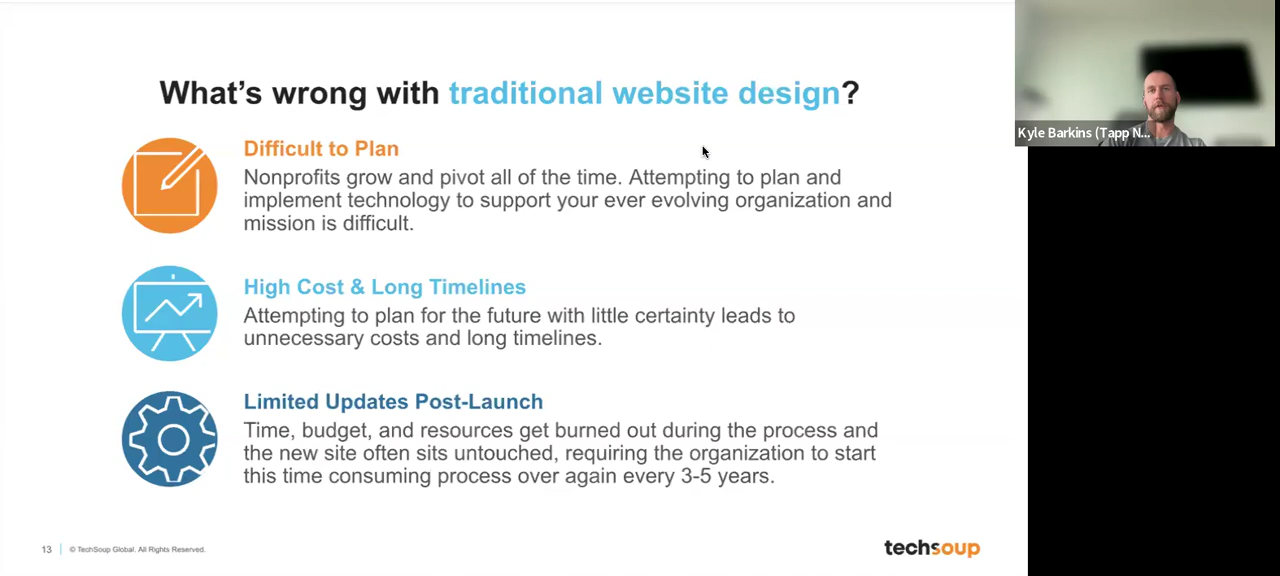 What's wrong with traditional website design?
Difficult to Plan
Nonprofits grow and pivot all of the time. Attempting to plan and
implement technology to support your ever evolving organization and
mission is difficult.
High Cost & Long Timelines
Attempting to plan for the future with little certainty leads to
unnecessary costs and long timelines.
Limited Updates Post-Launch
Time, budget, and resources get burned out during the process and
the new site often sits untouched, requiring the organization to start
this time consuming process over again every 3-5 years.
13 | © TechSoup Global. All Rights Reserved.
techsoup
Kyle Barkins (Tapp N...